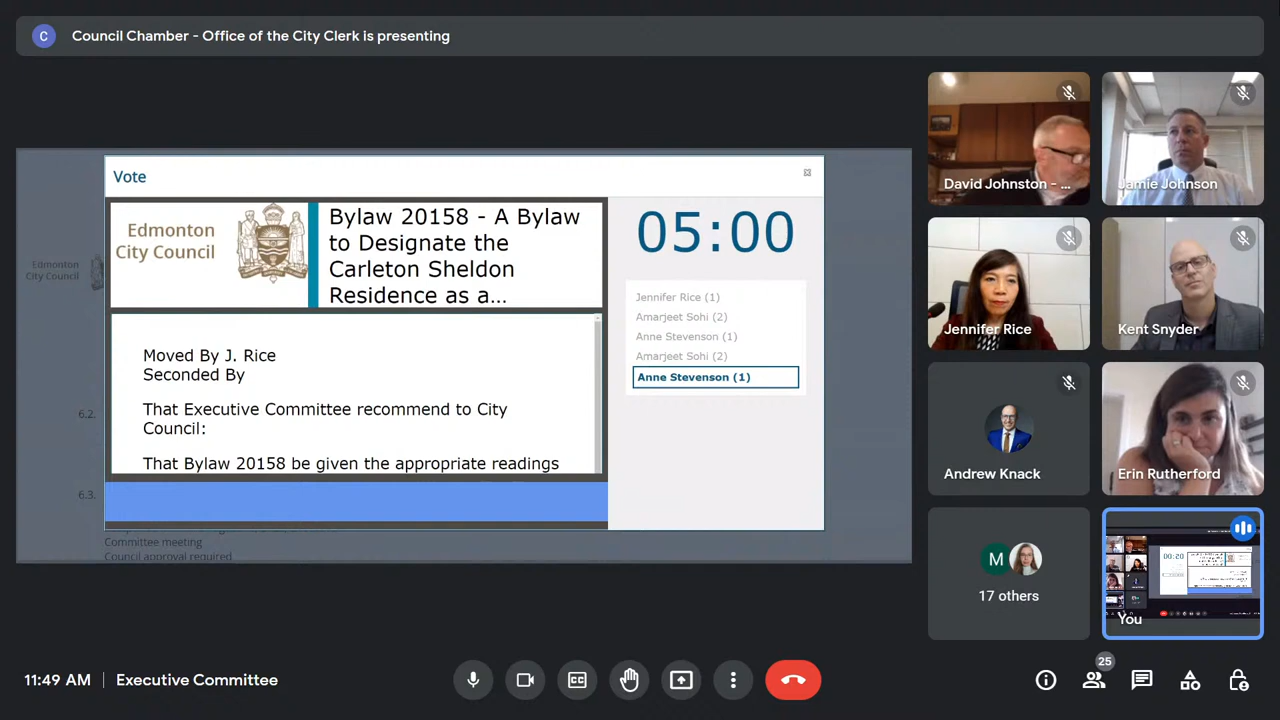 C
Council Chamber - Office of the City Clerk is presenting
Vote
Edmonton
City Council
Bylaw 20158 - A Bylaw
to Designate the
Carleton Sheldon
Residence as a...
05:00
Jennifer Rice (1)
Amarjeet Sohi (2)
Anne Stevenson (1)
Amarjeet Sohi (2)
Anne Stevenson (1)
Moved By J. Rice
Seconded By
That Executive Committee recommend to City
Council:
That Bylaw 20158 be given the appropriate readings
Edmonton
City Council
6.2.
6.3.
Committee meeting
Council approval required
David Johnston - ...
Jamie Johnson
Jennifer Rice
Kent Snyder
Andrew Knack
Erin Rutherford
M
17 others
You
11:49 AM
Executive Committee
25